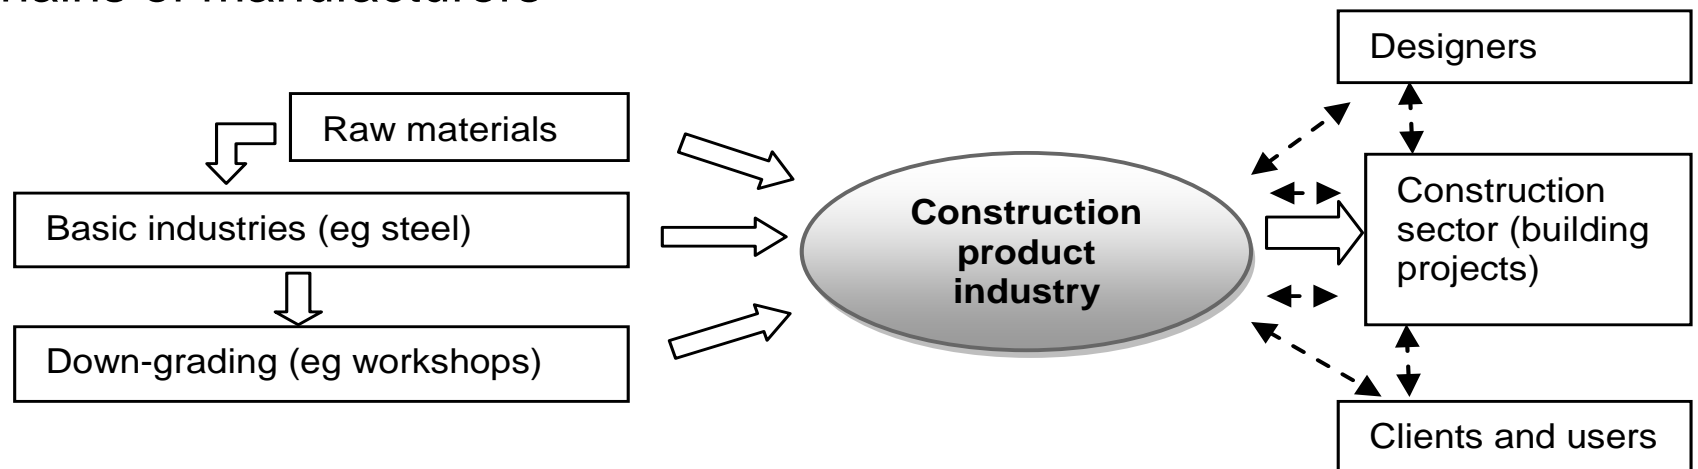 of manufacturers
Designers
Raw materials
Construction
sector (building
projects)
Basic industries (eg steel)
Construction
product
industry
Down-grading (eg workshops)
Clients and users